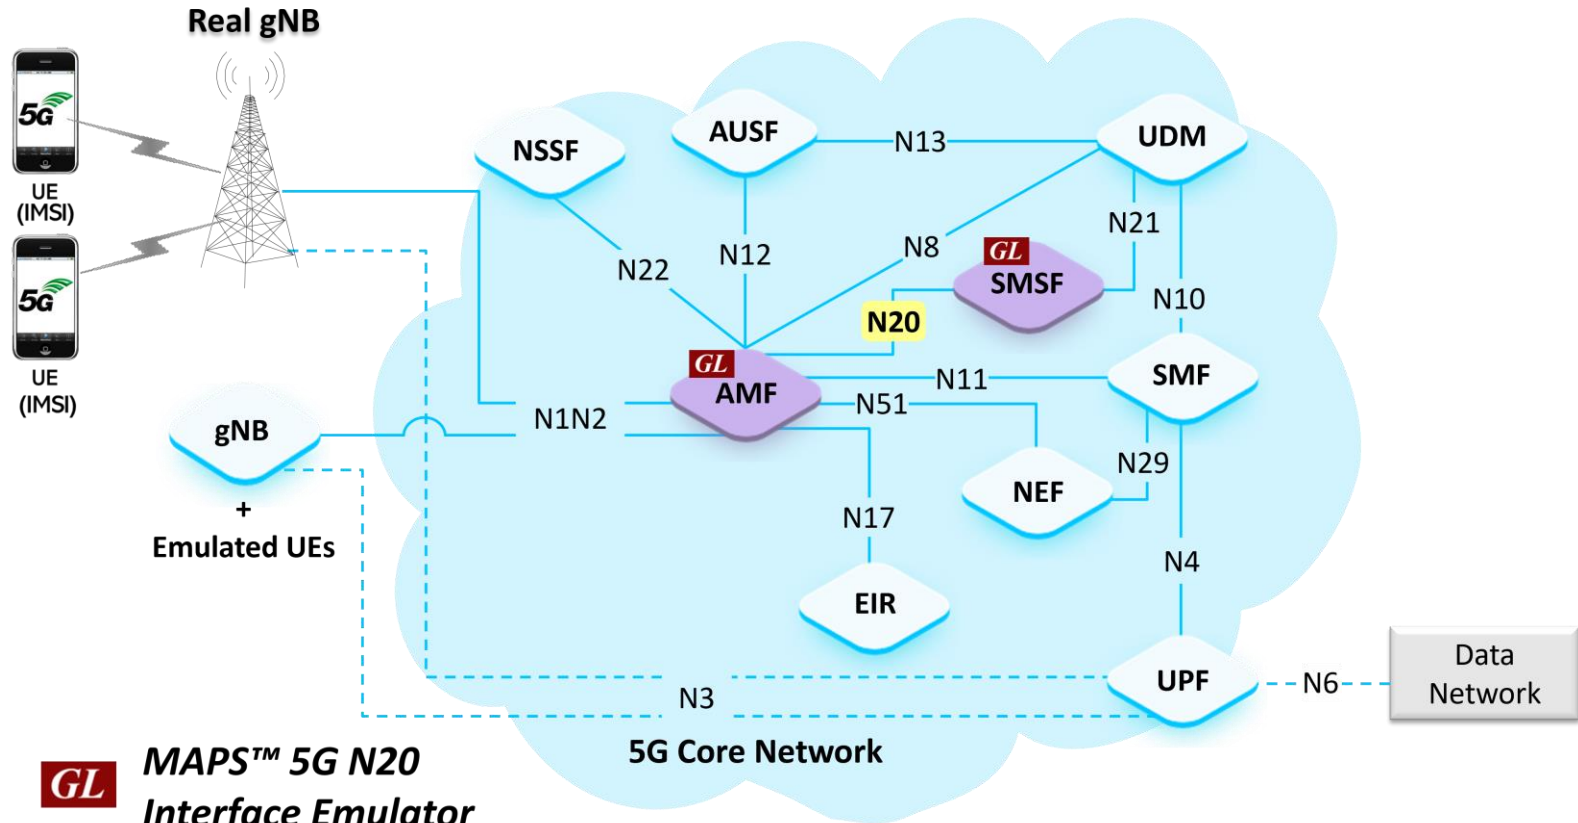 Real gNB
5G
UE
(IMSI)
5G
UE
(IMSI)
gNB
+
Emulated UEs
NSSF
AUSF
N13
UDM
N22
N12
N8
N21
GL
SMSF
N20
N10
GL
AMF
N11
SMF
N51
N1N2
N29
NEF
N17
N4
EIR
UPF
N3
N6
Data
Network
5G Core Network
GL
MAPS™ 5G N20
Interface Emulator